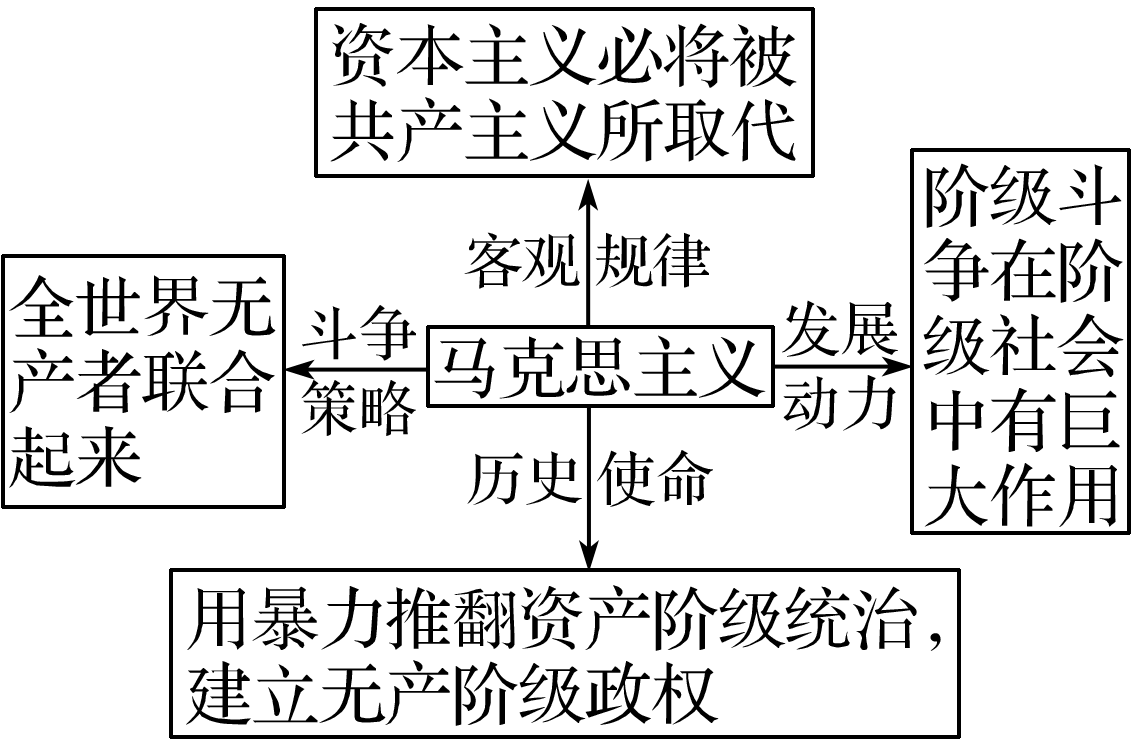 资本主义必将被
共产主义所取代
客观规律
全世界无
产者联合
起来
斗争
策略
马克思主义
发展
动力
阶级斗
争在阶
级社会
中有巨
大作用
历史使命
用暴力推翻资产阶级统治，
建立无产阶级政权